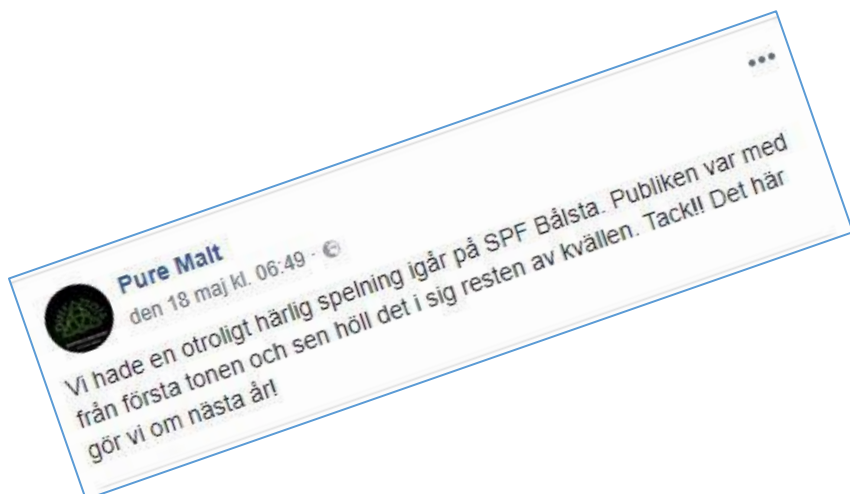 Pure Malt
den 18 maj kl. 06:49 ·
Vi hade en otroligt härlig spelning igår på SPF Bålsta. Publiken var med
från första tonen och sen höll det i sig resten av kvällen. Tack!! Det här
gör vi om nästa år!